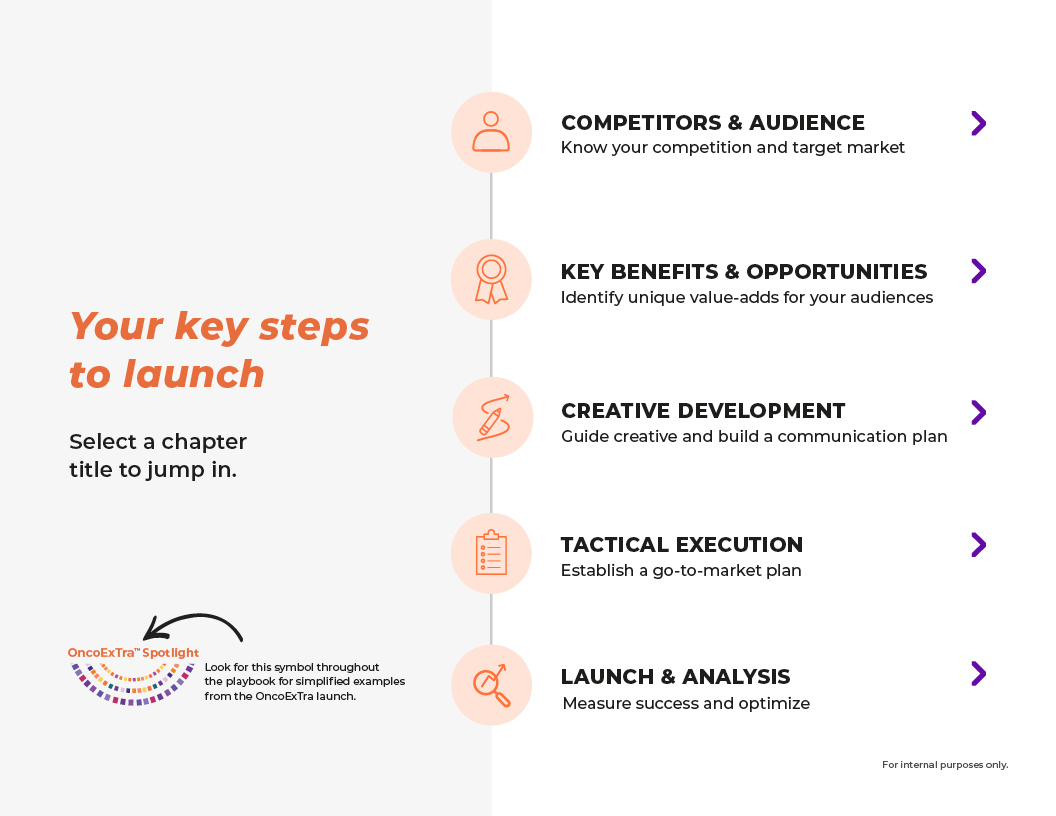 Your key steps
to launch
Select a chapter
title to jump in.
OncoExTra™ Spotlight
Look for this symbol throughout
the playbook for simplified examples
from the OncoExTra launch.
COMPETITORS & AUDIENCE
Know your competition and target market
KEY BENEFITS & OPPORTUNITIES
Identify unique value-adds for your audiences
CREATIVE DEVELOPMENT
Guide creative and build a communication plan
TACTICAL EXECUTION
Establish a go-to-market plan
LAUNCH & ANALYSIS
Measure success and optimize
For internal purposes only.